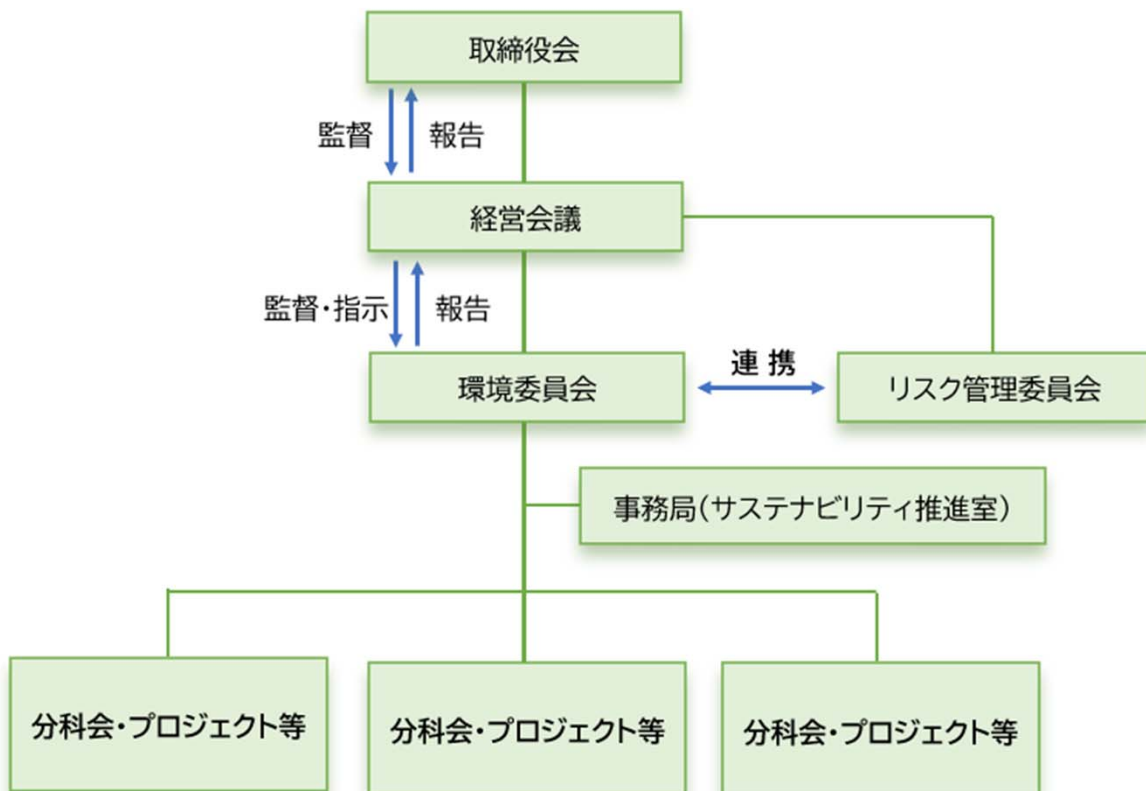 取締役会
監督
報告
経営会議
監督・指示
報告
環境委員会
連携
リスク管理委員会
事務局(サステナビリティ推進室)
分科会・プロジェクト等
分科会・プロジェクト等
分科会・プロジェクト等